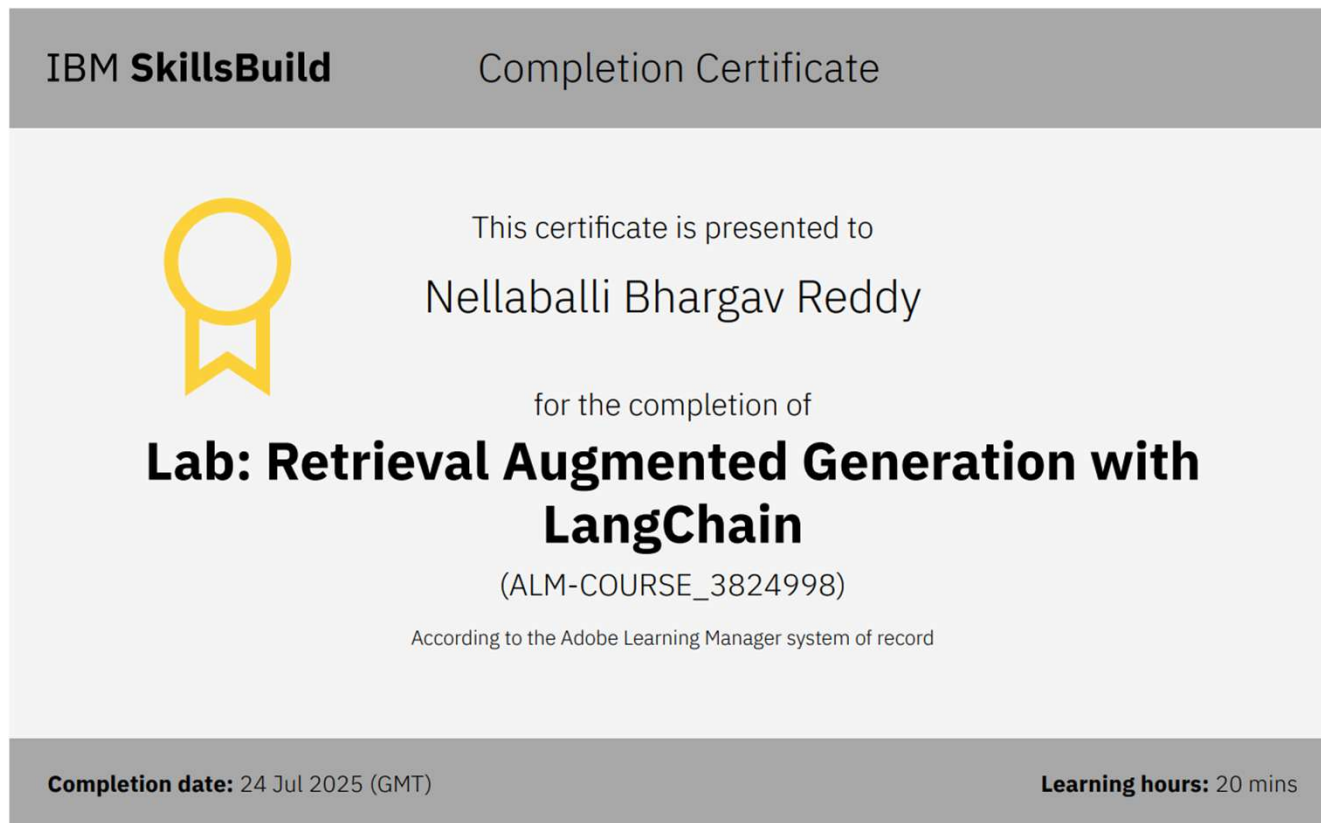 IBM SkillsBuild Completion Certificate
This certificate is presented to
Nellaballi Bhargav Reddy
for the completion of
Lab: Retrieval Augmented Generation with
LangChain
(ALM-COURSE_3824998)
According to the Adobe Learning Manager system of record
Completion date: 24 Jul 2025 (GMT) Learning hours: 20 mins